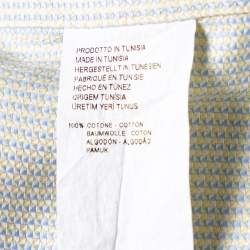 PRODOTTO IN TUNISIA
MADE IN TUNISIA
HERGESTELLT IN TUNESIEN
FABRIQUÉ EN TUNISIE
HECHO EN TÚNEZ
ORIGEM TUNÍSIA
ÜRETİM YERİ TUNUS
100% COTONE - COTTON
BAUMWOLLE COTON
ALGODÓN - ALGODÃO
PAMUK